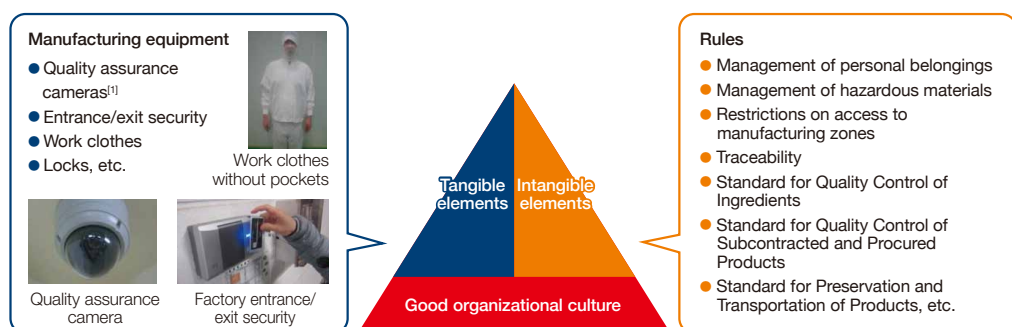 Manufacturing equipment
● Quality assurance
cameras[1]
● Entrance/exit security
● Work clothes
● Locks, etc.
Work clothes
without pockets
Quality assurance
camera
Factory entrance/
exit security
Tangible
elements
Intangible
elements
Good organizational culture
Rules
● Management of personal belongings
● Management of hazardous materials
● Restrictions on access to
manufacturing zones
● Traceability
● Standard for Quality Control of
Ingredients
● Standard for Quality Control of
Subcontracted and Procured
Products
● Standard for Preservation and
Transportation of Products, etc.